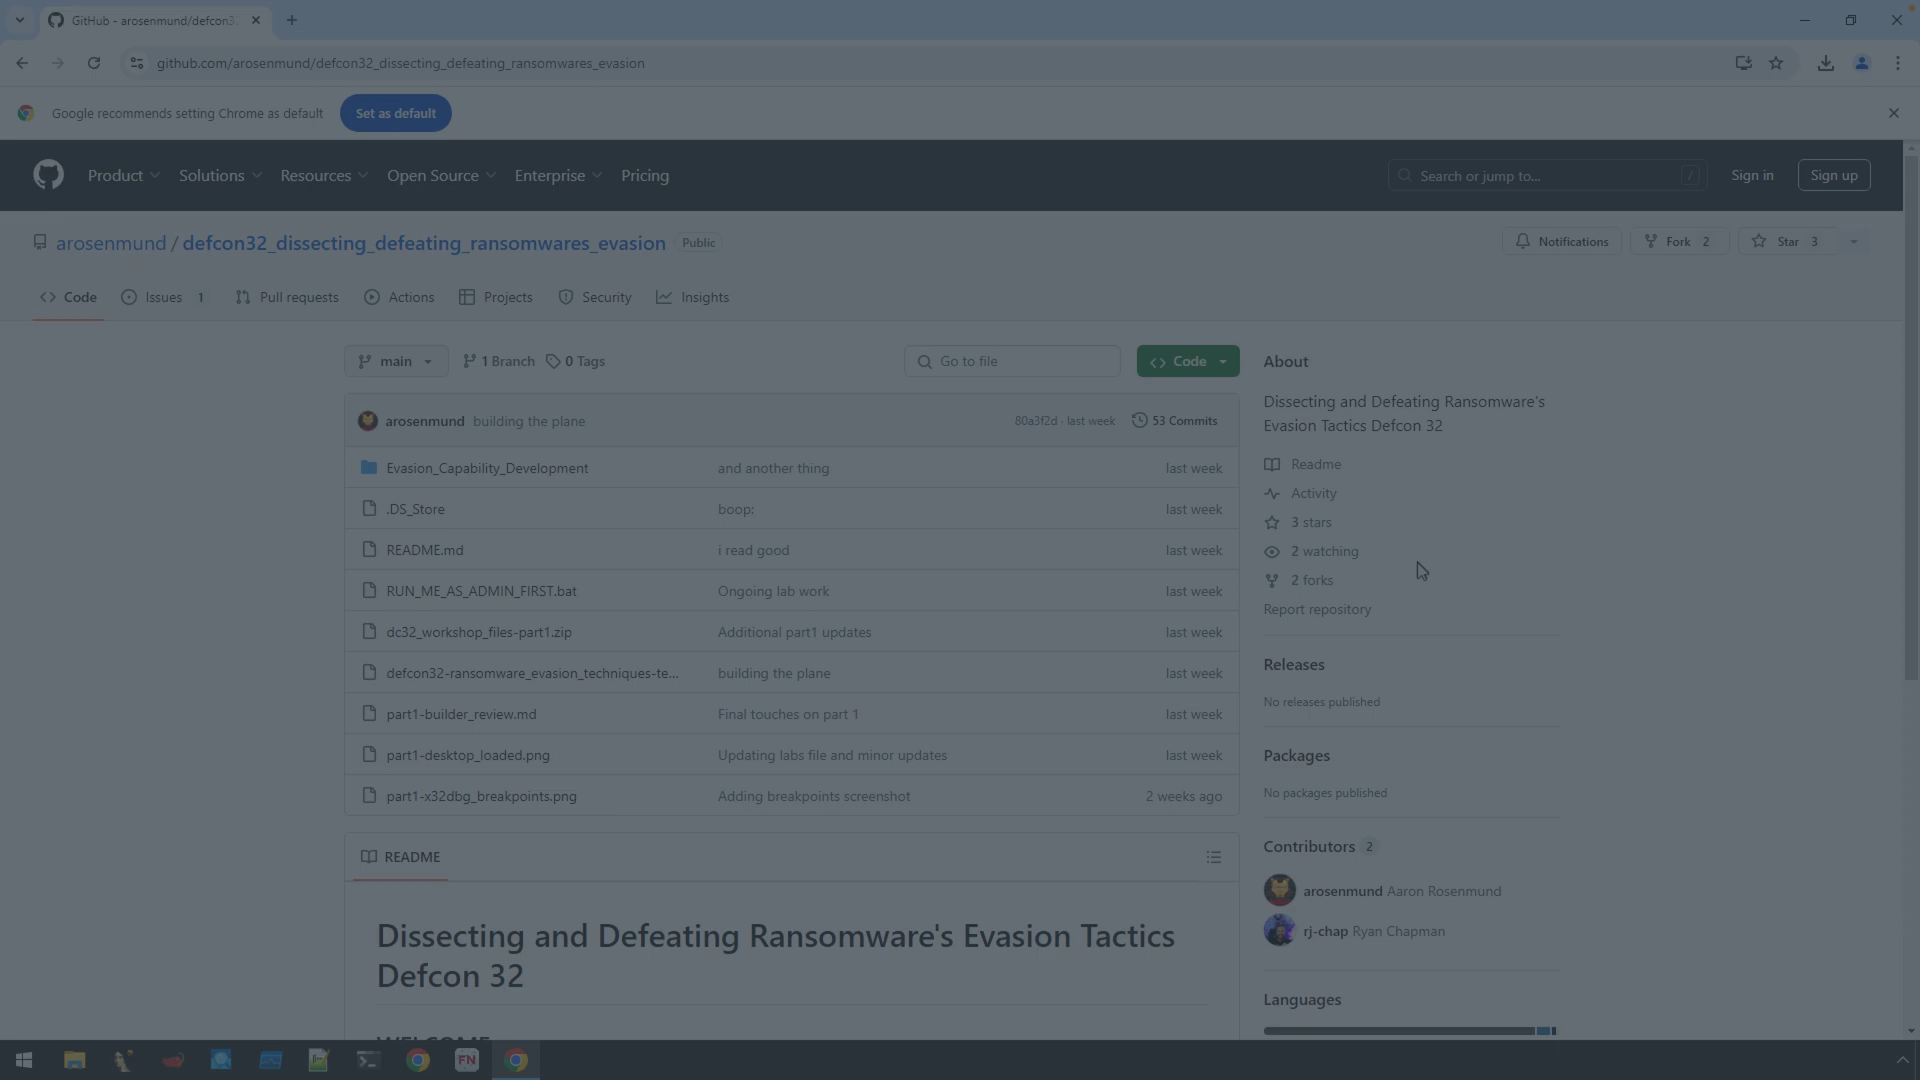 GitHub - arosenmund/defcon3
github.com/arosenmund/defcon32_dissecting_defeating_ransomwares_evasion
Google recommends setting Chrome as default
Set as default
Product Solutions Resources Open Source Enterprise Pricing
Search or jump to... /
Sign in
Sign up
arosenmund / defcon32_dissecting_defeating_ransomwares_evasion Public
Notifications Fork 2 Star 3
Code Issues 1 Pull requests Actions Projects Security Insights
main 1 Branch 0 Tags Go to file Code
arosenmund building the plane 80a3f2d · last week 53 Commits
Evasion_Capability_Development and another thing last week
.DS_Store boop: last week
README.md i read good last week
RUN_ME_AS_ADMIN_FIRST.bat Ongoing lab work last week
dc32_workshop_files-part1.zip Additional part1 updates last week
defcon32-ransomware_evasion_techniques-te... building the plane last week
part1-builder_review.md Final touches on part 1 last week
part1-desktop_loaded.png Updating labs file and minor updates last week
part1-x32dbg_breakpoints.png Adding breakpoints screenshot 2 weeks ago
README
Dissecting and Defeating Ransomware's Evasion Tactics
Defcon 32
WELCOME
About
Dissecting and Defeating Ransomware's
Evasion Tactics Defcon 32
Readme
Activity
3 stars
2 watching
2 forks
Report repository
Releases
No releases published
Packages
No packages published
Contributors 2
arosenmund Aaron Rosenmund
rj-chap Ryan Chapman
Languages
FN